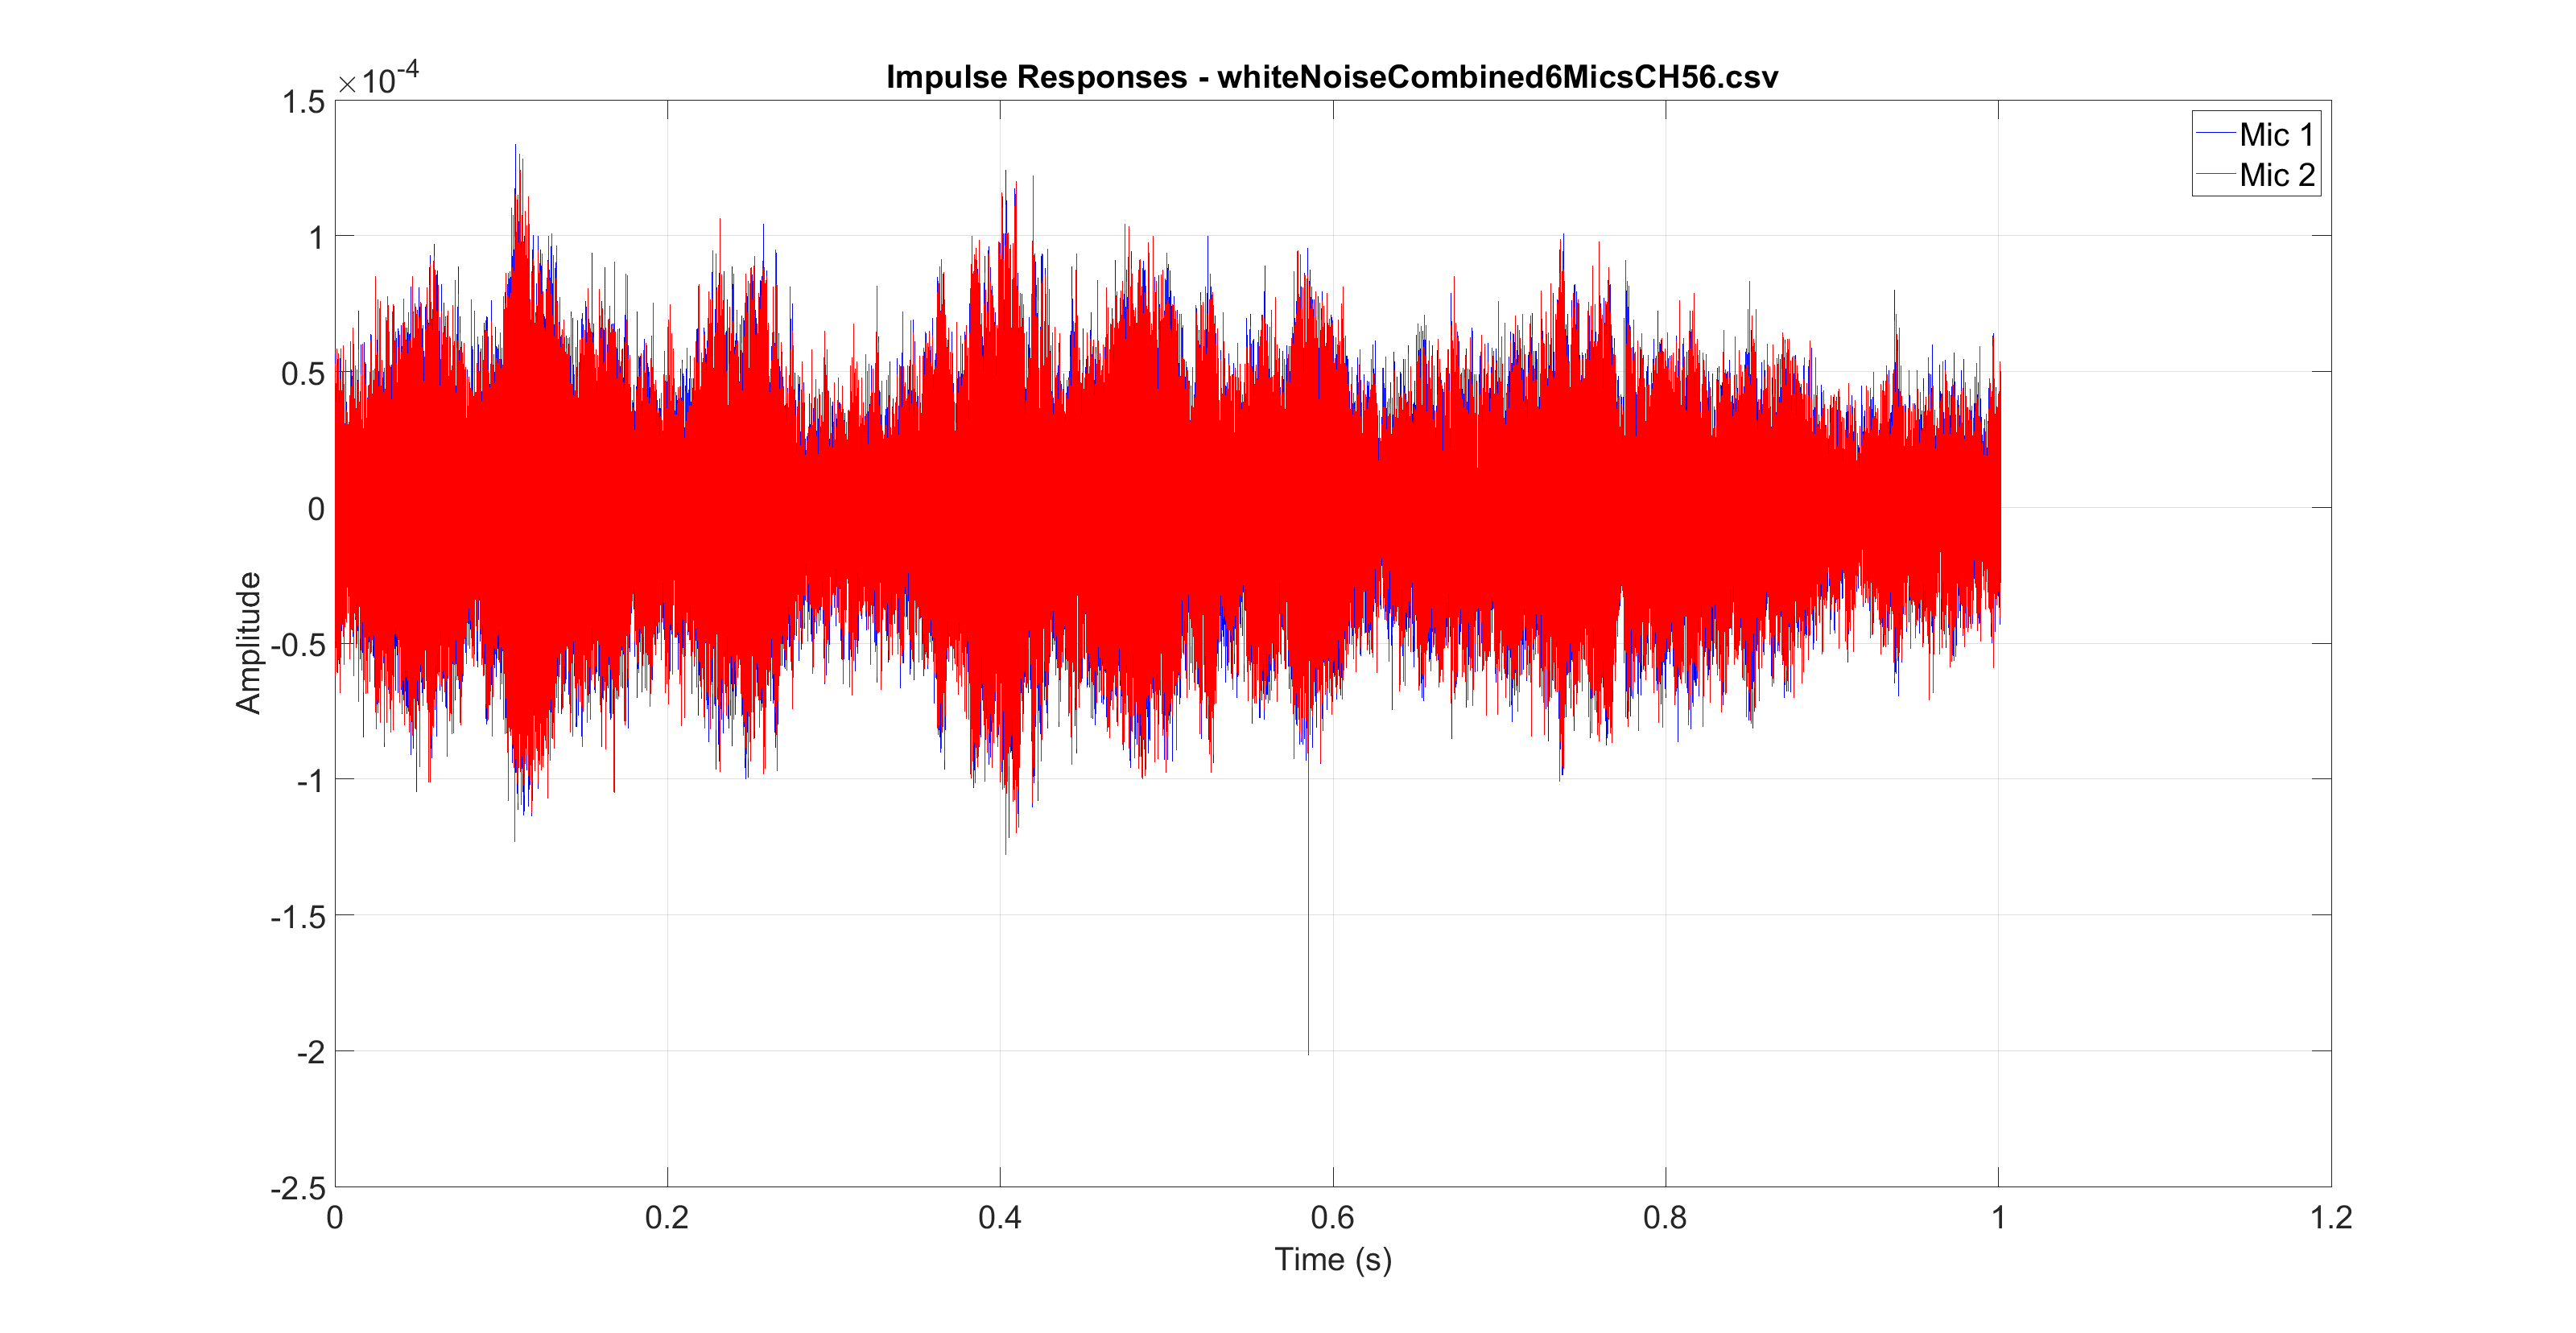 Impulse Responses - whiteNoiseCombined6MicsCH56.csv
×10-4
1.5
1
0.5
0
-0.5
-1
-1.5
-2
-2.5
Amplitude
Mic 1
Mic 2
0 0.2 0.4 0.6 0.8 1 1.2
Time (s)